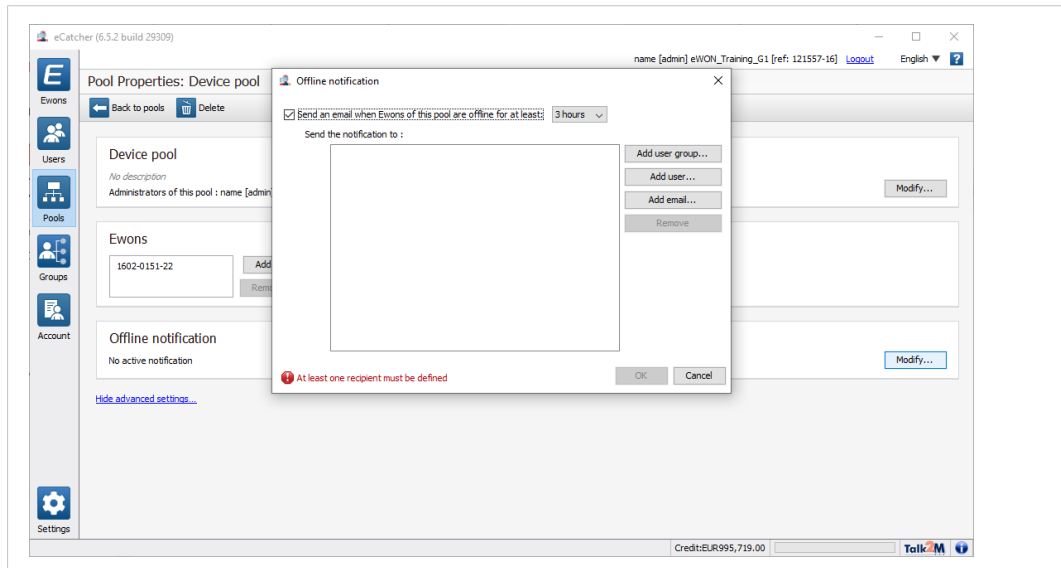 eCatcher (6.5.2 build 29309)
name [admin] eWON_Training_G1 [ref: 121557-16] Logout English ?
E
Ewons
Users
Pools
Groups
Account
Settings
Pool Properties: Device pool
Back to pools Delete
Device pool
No description
Administrators of this pool : name [admin]
Modify...
Ewons
1602-0151-22
Add
Remo
Offline notification
No active notification
Modify...
Hide advanced settings...
Offline notification
Send an email when Ewons of this pool are offline for at least: 3 hours
Send the notification to :
Add user group...
Add user...
Add email...
Remove
At least one recipient must be defined
OK Cancel
Credit:EUR995,719.00
Talk2M